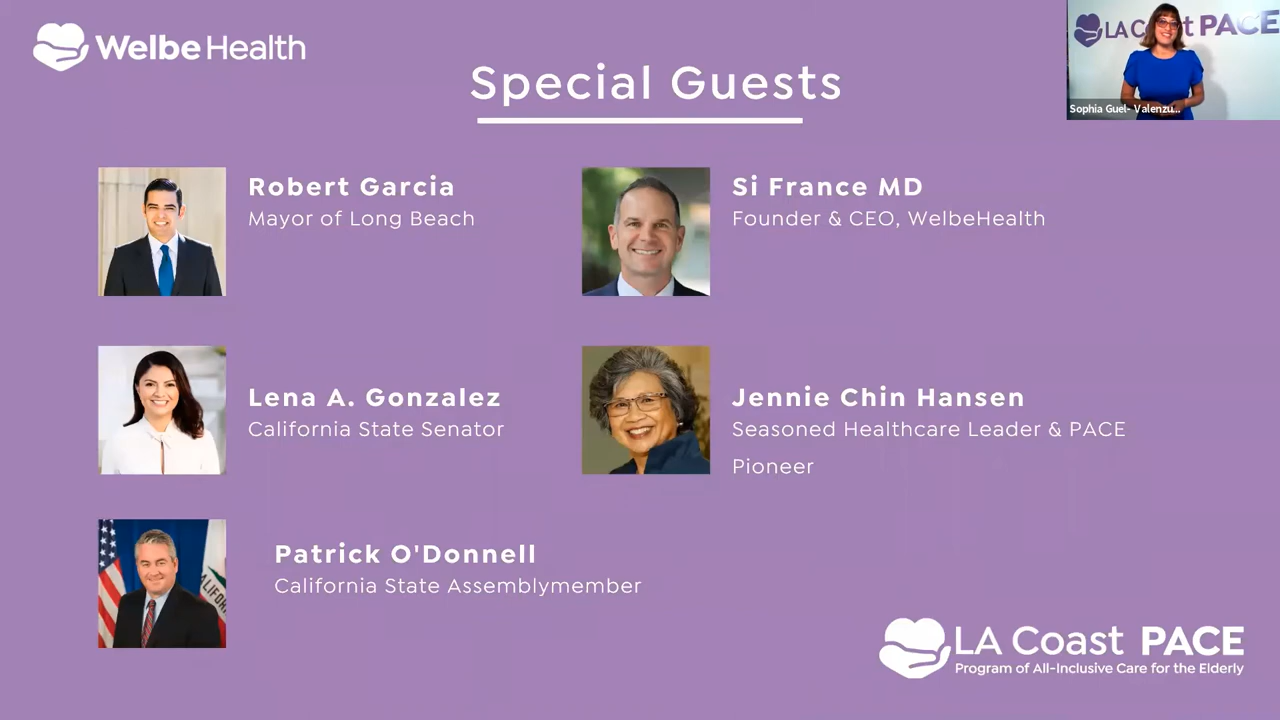 Welbe Health
Special Guests
LA Coast PACE
Sophia Guel- Valenzu...
Robert Garcia
Mayor of Long Beach
Si France MD
Founder & CEO, WelbeHealth
Lena A. Gonzalez
California State Senator
Jennie Chin Hansen
Seasoned Healthcare Leader & PACE
Pioneer
Patrick O'Donnell
California State Assemblymember
LA Coast PACE
Program of All-Inclusive Care for the Elderly